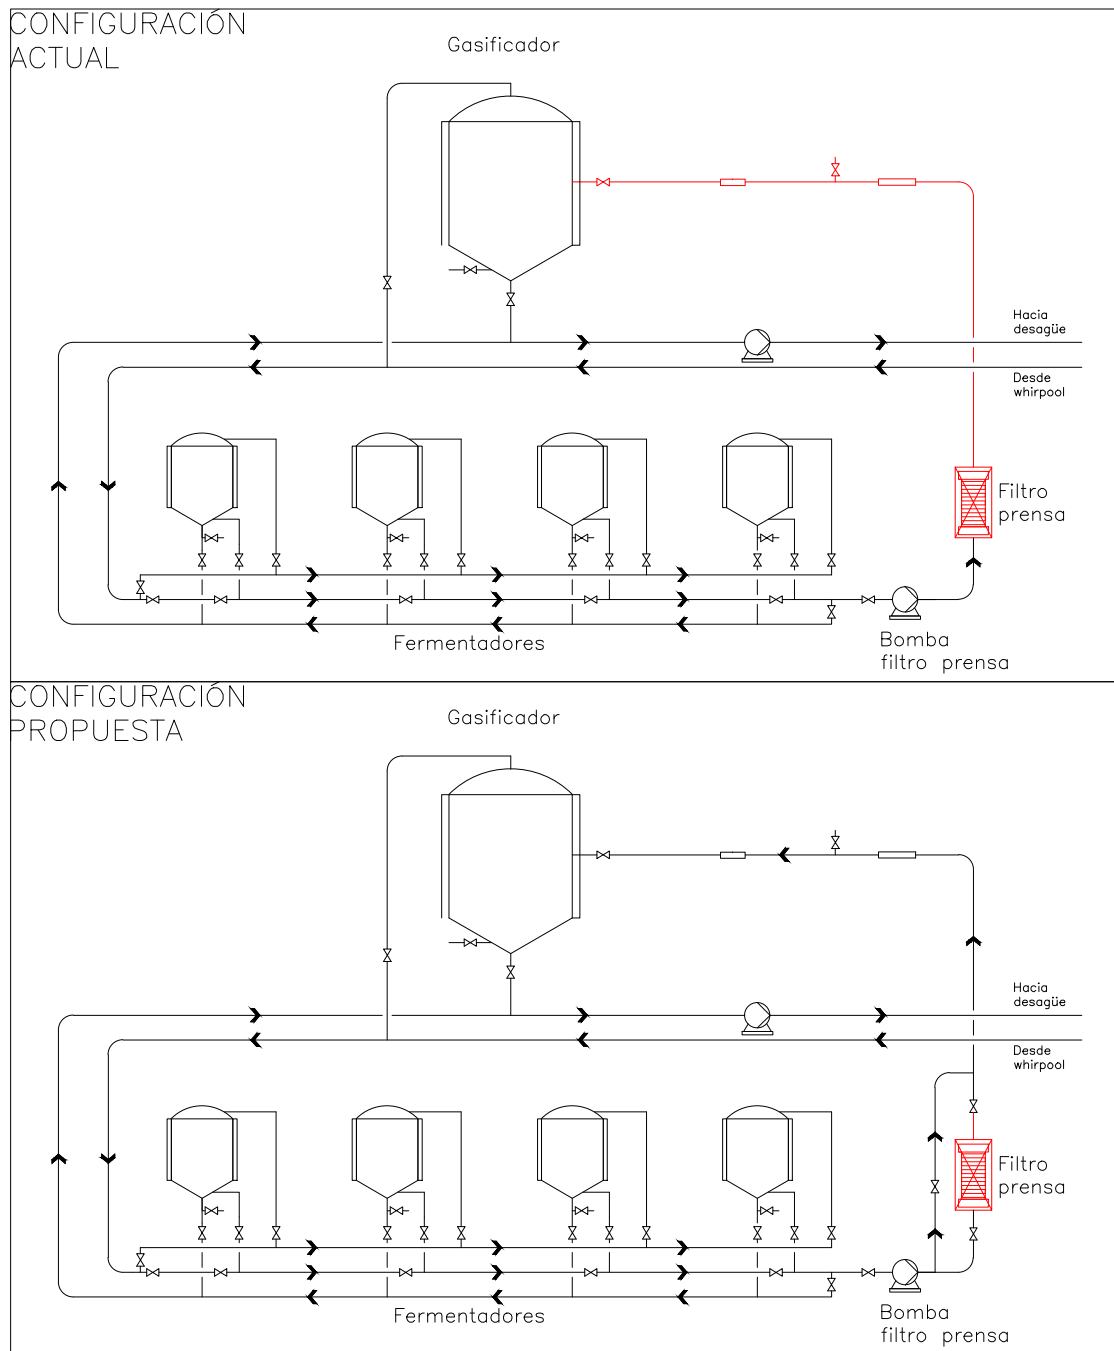 CONFIGURACIÓN
ACTUAL
Gasificador
Hacia
desagüe
Desde
whirpool
Filtro
prensa
Fermentadores
Bomba
filtro prensa
CONFIGURACIÓN
PROPUESTA
Gasificador
Hacia
desagüe
Desde
whirpool
Filtro
prensa
Fermentadores
Bomba
filtro prensa